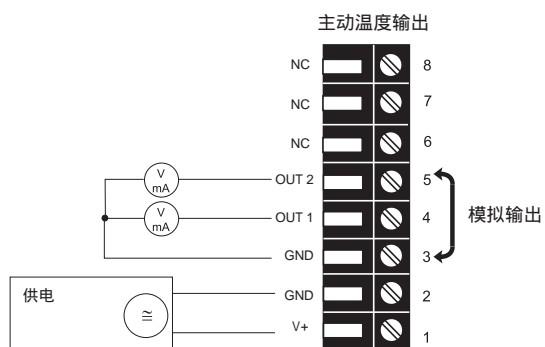 主动温度输出
NC 8
NC 7
NC 6
V
mA
OUT 2 5
V
mA
OUT 1 4
模拟输出
GND 3
供电
GND 2
≅
V+ 1